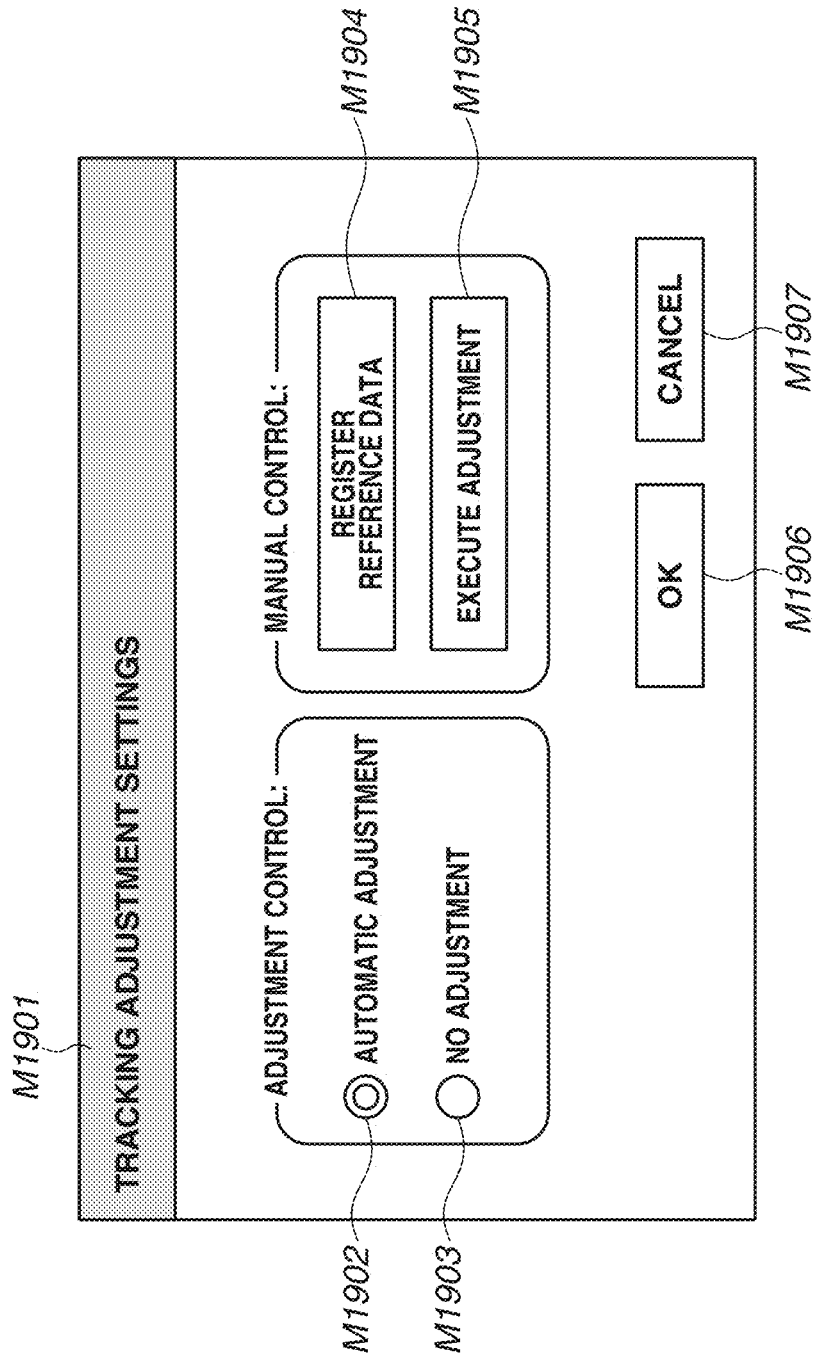 M1901
TRACKING ADJUSTMENT SETTINGS
ADJUSTMENT CONTROL:
M1902
AUTOMATIC ADJUSTMENT
M1903
NO ADJUSTMENT
MANUAL CONTROL:
REGISTER
REFERENCE DATA
M1904
EXECUTE ADJUSTMENT
M1905
OK
CANCEL
M1906
M1907